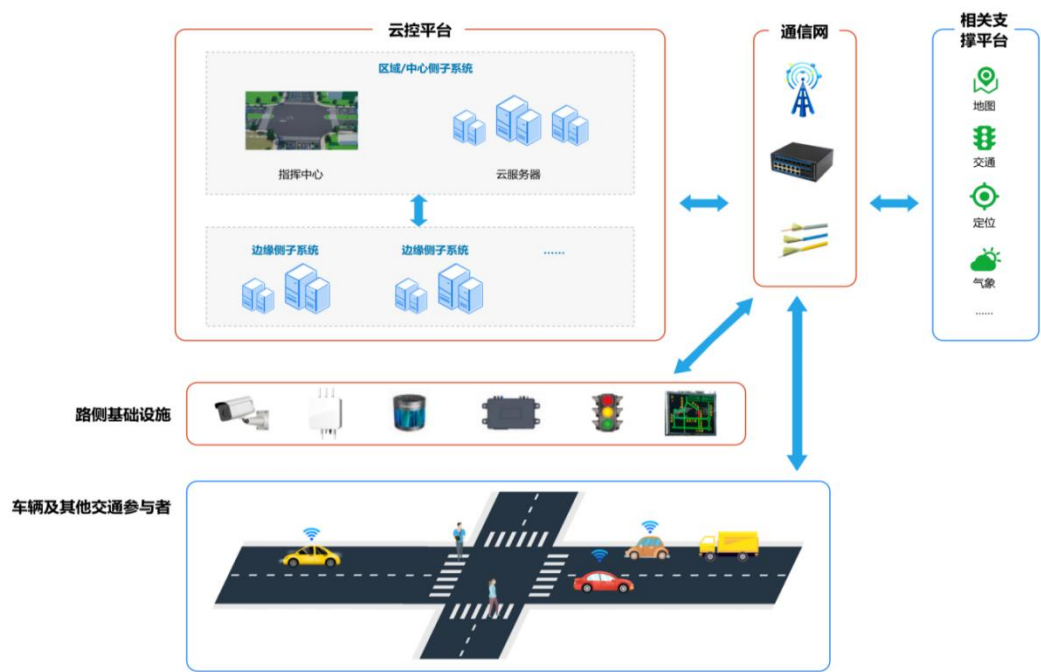 云控平台
通信网
相关支
撑平台
区域/中心侧子系统
指挥中心
云服务器
地图
交通
定位
气象
......
边缘侧子系统
边缘侧子系统
......
路侧基础设施
车辆及其他交通参与者